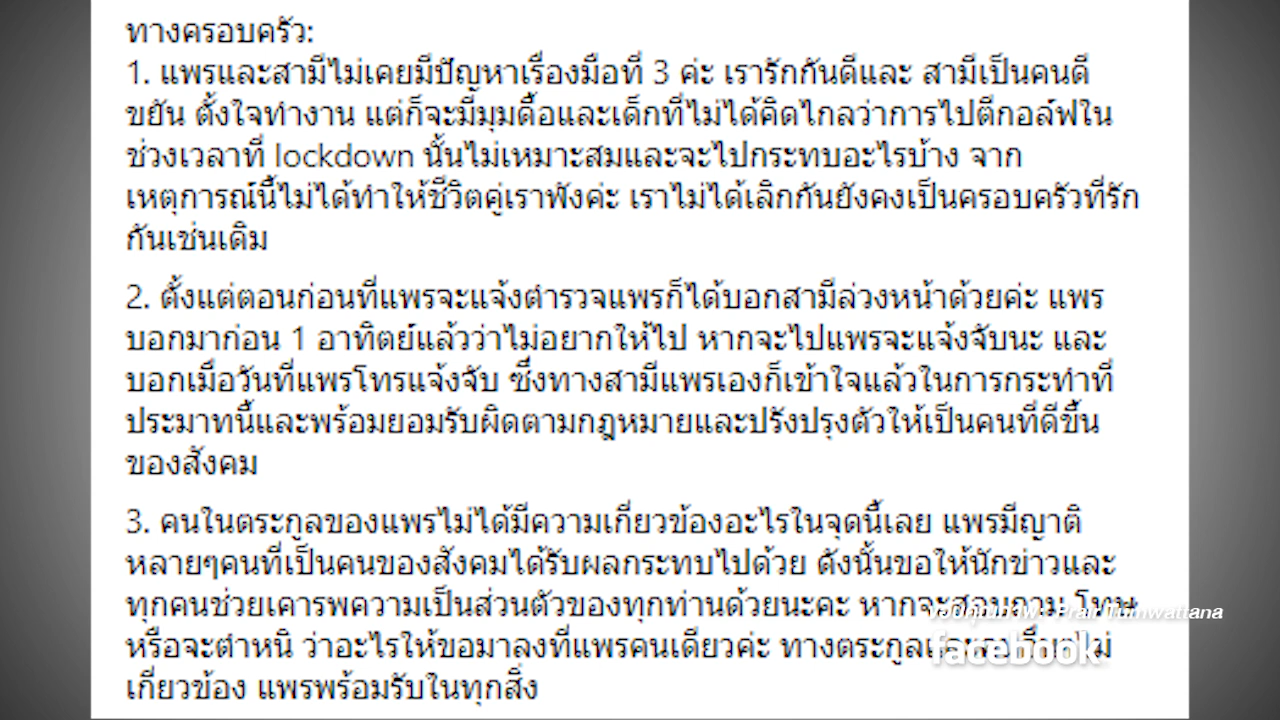 ทางครอบครัว:
1. แพรและสามีไม่เคยมีปัญหาเรื่องมือที่ 3 ค่ะ เรารักกันดีและ สามีเป็นคนดี
ขยัน ตั้งใจทำงาน แต่ก็จะมีมุมดื้อและเด็กที่ไม่ได้คิดไกลว่าการไปตีกอล์ฟใน
ช่วงเวลาที่ lockdown นั้นไม่เหมาะสมและจะไปกระทบอะไรบ้าง จาก
เหตุการณ์นี้ไม่ได้ทำให้ชีวิตคู่เราพังค่ะ เราไม่ได้เลิกกันยังคงเป็นครอบครัวที่รัก
กันเช่นเดิม
2. ตั้งแต่ตอนก่อนที่แพรจะแจ้งตำรวจแพรก็ได้บอกสามีล่วงหน้าด้วยค่ะ แพร
บอกมาก่อน 1 อาทิตย์แล้วว่าไม่อยากให้ไป หากจะไปแพรจะแจ้งจับนะ และ
บอกเมื่อวันที่แพรโทรแจ้งจับ ซึ่งทางสามีแพรเองก็เข้าใจแล้วในการกระทำที่
ประมาทนี้และพร้อมยอมรับผิดตามกฎหมายและปรังปรุงตัวให้เป็นคนที่ดีขึ้น
ของสังคม
3. คนในตระกูลของแพรไม่ได้มีความเกี่ยวข้องอะไรในจุดนี้เลย แพรมีญาติ
หลายๆคนที่เป็นคนของสังคมได้รับผลกระทบไปด้วย ดังนั้นขอให้นักข่าวและ
ทุกคนช่วยเคารพความเป็นส่วนตัวของทุกท่านด้วยนะคะ หากจะสอบถาม โทษ
หรือจะตำหนิ ว่าอะไรให้ขอมาลงที่แพรคนเดียวค่ะ ทางตระกูล ไม่
เกี่ยวข้อง แพรพร้อมรับในทุกสิ่ง
Prair Tumwattana
facebook